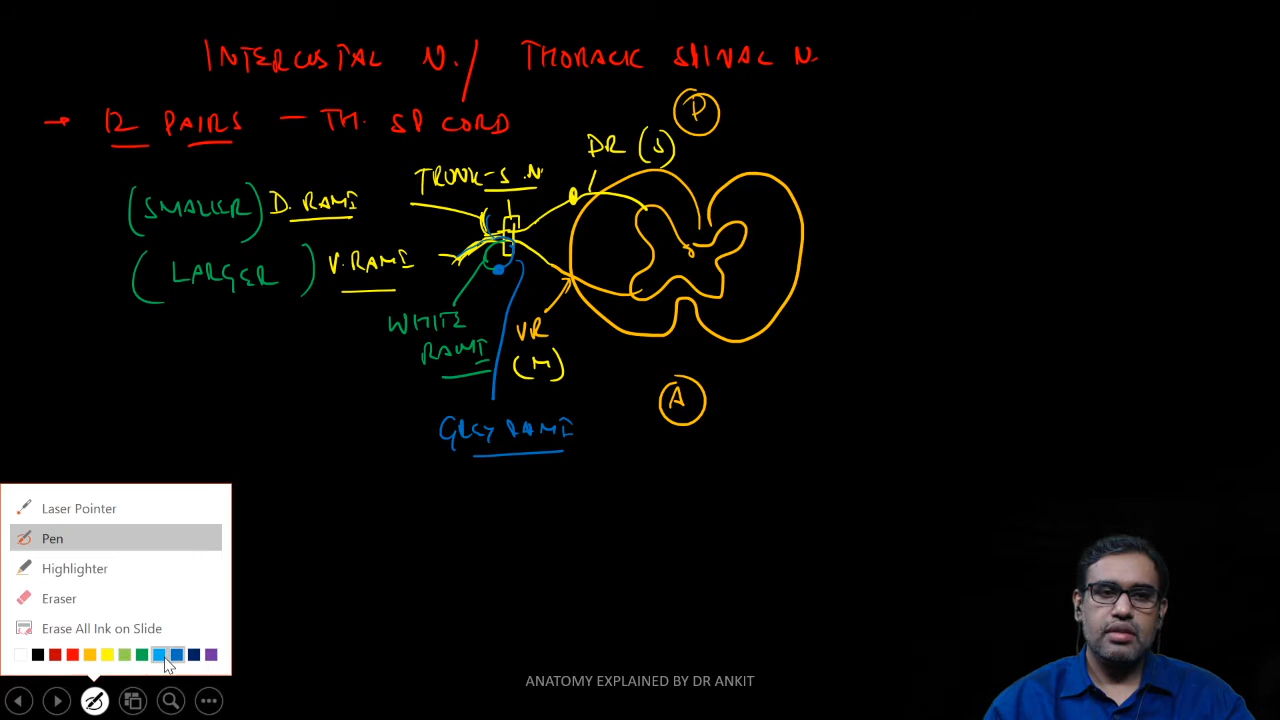 INTERCOSTAL N. / THORACIC SPINAL N.
→ 12 PAIRS — TH. SP CORD
P
DR (S)
TRUNK-S.N
(SMALLER) D. RAMI
(LARGER) V. RAMI
WHITE
RAMI
VR
(M)
A
GREY RAMI
Laser Pointer
Pen
Highlighter
Eraser
Erase All Ink on Slide
ANATOMY EXPLAINED BY DR ANKIT